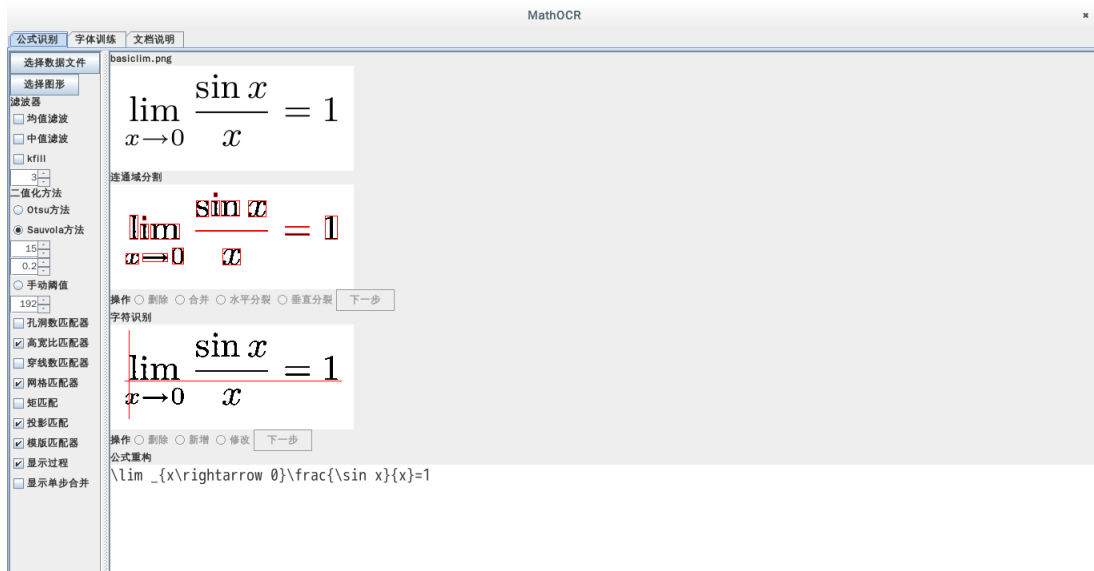 MathOCR
公式识别 字体训练 文档说明
选择数据文件
选择图形
滤波器
均值滤波
中值滤波
kfill
3
二值化方法
Otsu方法
Sauvola方法
15
0.2
手动阈值
192
孔洞数匹配器
高宽比匹配器
穿线数匹配器
网格匹配器
矩匹配
投影匹配
模版匹配器
显示过程
显示单步合并
basiclim.png
lim x→0 sin x / x = 1
连通域分割
lim x→0 sin x / x = 1
操作 删除 合并 水平分裂 垂直分裂 下一步
字符识别
lim x→0 sin x / x = 1
操作 删除 新增 修改 下一步
公式重构
\lim _{x\rightarrow 0}\frac{\sin x}{x}=1